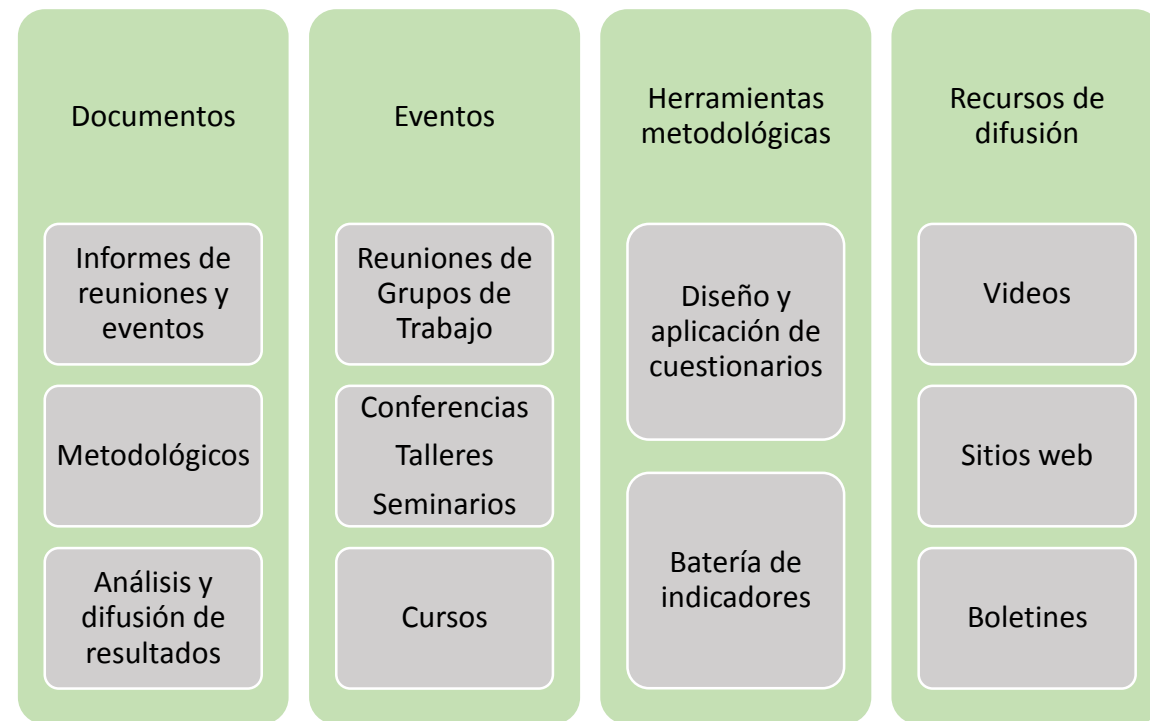 Documentos
Informes de
reuniones y
eventos
Metodológicos
Análisis y
difusión de
resultados
Eventos
Reuniones de
Grupos de
Trabajo
Conferencias
Talleres
Seminarios
Cursos
Herramientas
metodológicas
Diseño y
aplicación de
cuestionarios
Batería de
indicadores
Recursos de
difusión
Videos
Sitios web
Boletines